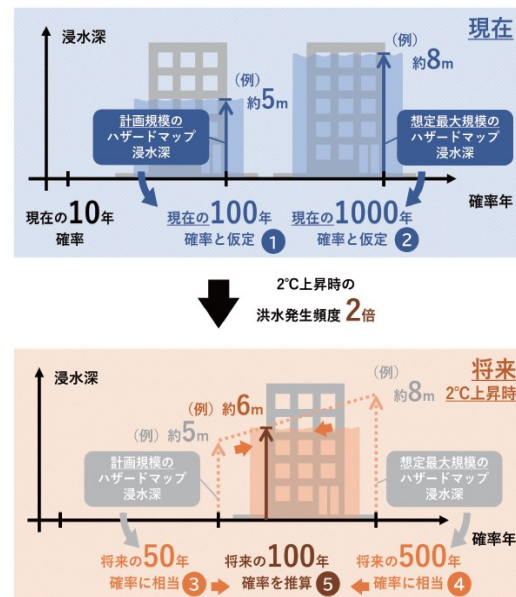 現在
浸水深
(例)
約5m
(例)
約8m
計画規模の
ハザードマップ
浸水深
想定最大規模の
ハザードマップ
浸水深
確率年
現在の10年
確率
現在の100年
確率と仮定 1
現在の1000年
確率と仮定 2
2℃上昇時の
洪水発生頻度 2倍
将来
2℃上昇時
浸水深
(例) 約5m
(例) 約6m
(例)
約8m
計画規模の
ハザードマップ
浸水深
想定最大規模の
ハザードマップ
浸水深
確率年
将来の50年
確率に相当 3
将来の100年
確率を推算 5
将来の500年
確率に相当 4